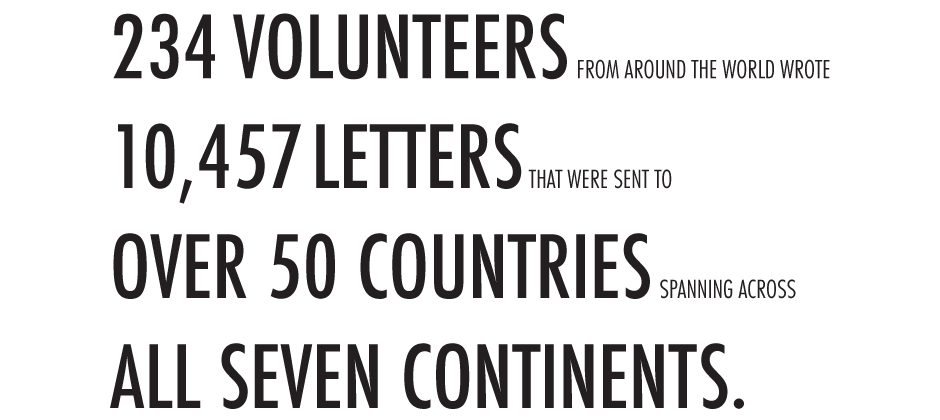 234 VOLUNTEERS FROM AROUND THE WORLD WROTE
10,457 LETTERS THAT WERE SENT TO
OVER 50 COUNTRIES SPANNING ACROSS
ALL SEVEN CONTINENTS.